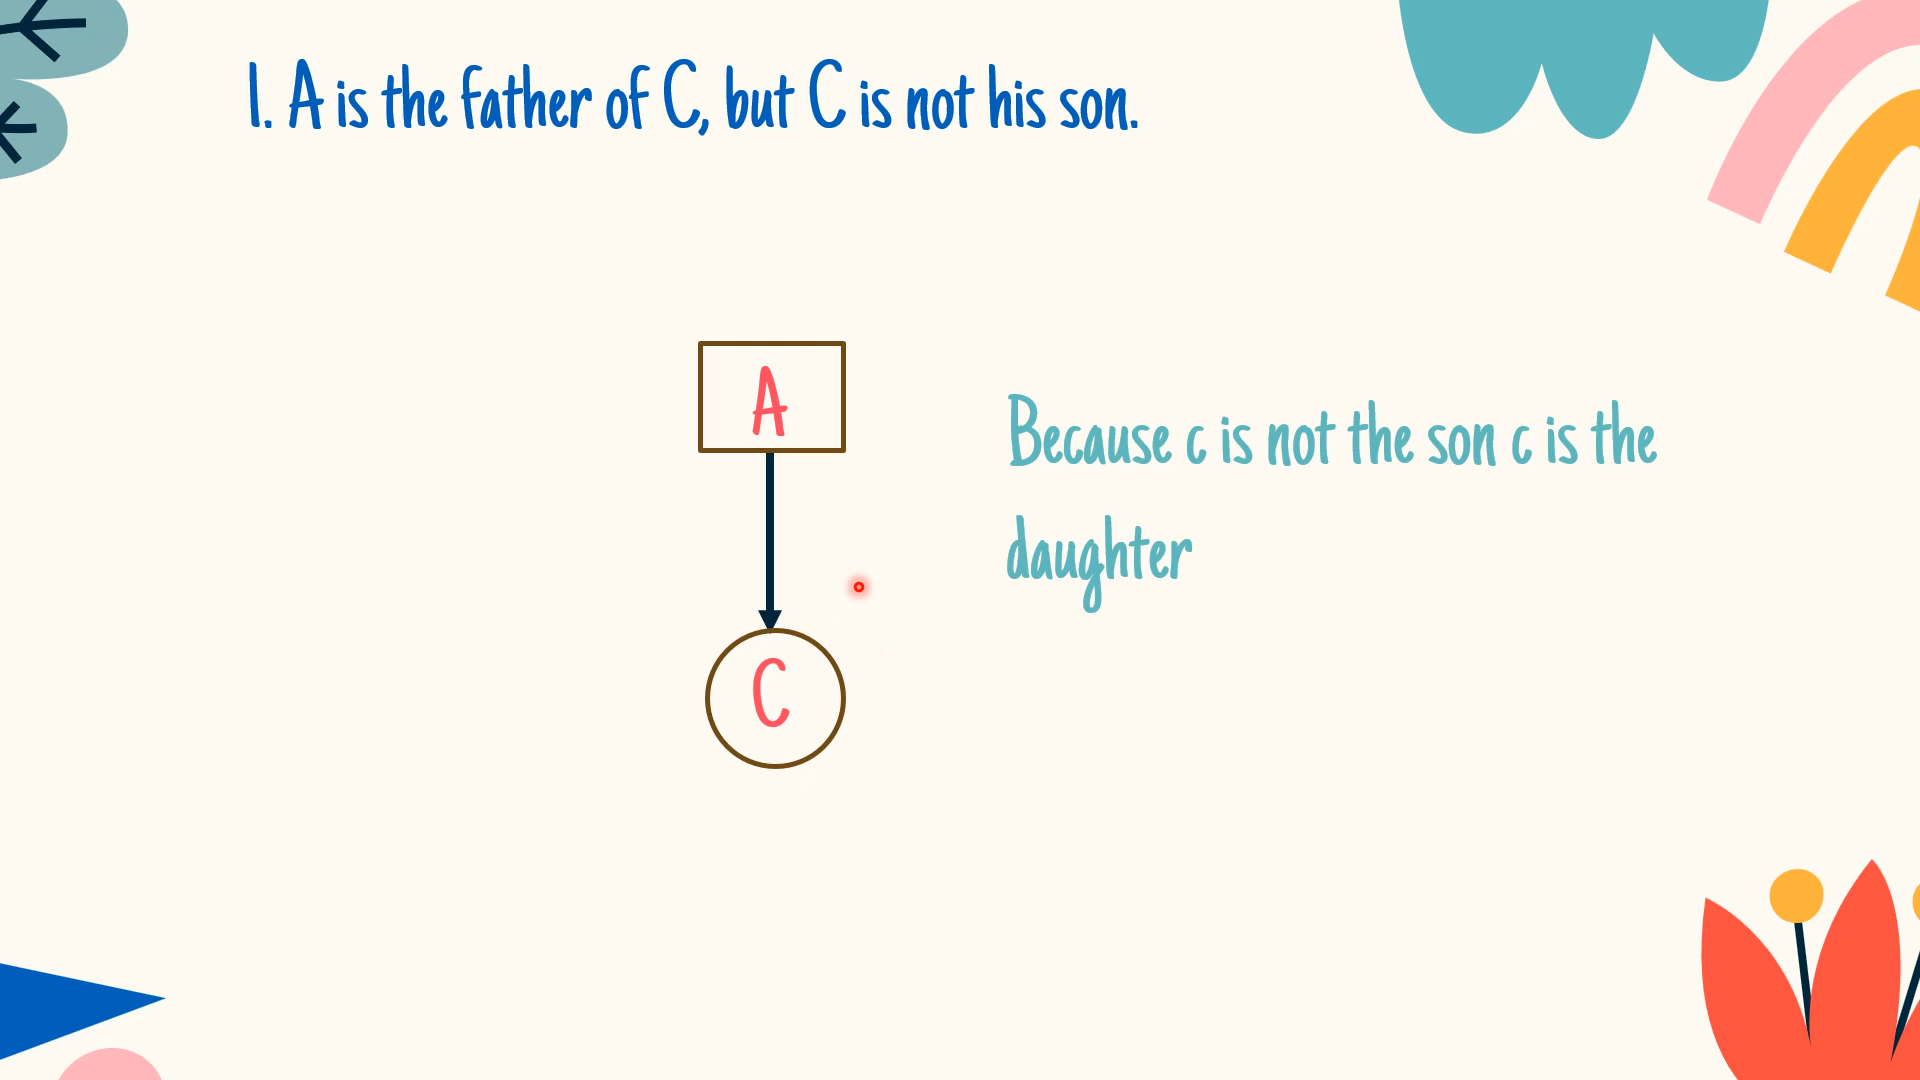 1. A is the father of C, but C is not his son.
A
Because c is not the son c is the
daughter
C